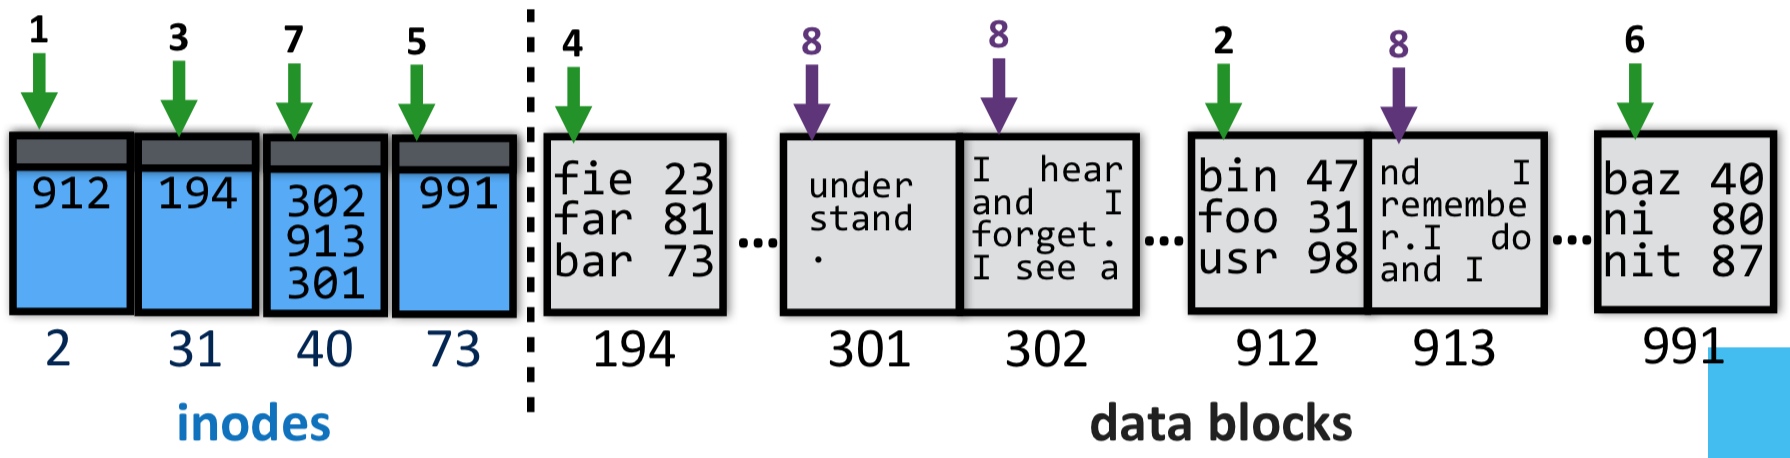 1 3 7 5 4 8 8 2 8 6
912
194
302
913
301
991
fie 23
far 81
bar 73
...
under
stand
.
I hear
and I
forget.
I see a
...
bin 47
foo 31
usr 98
nd I
remembe
r.I do
and I
...
baz 40
ni 80
nit 87
2 31 40 73 194 301 302 912 913 991
inodes
data blocks